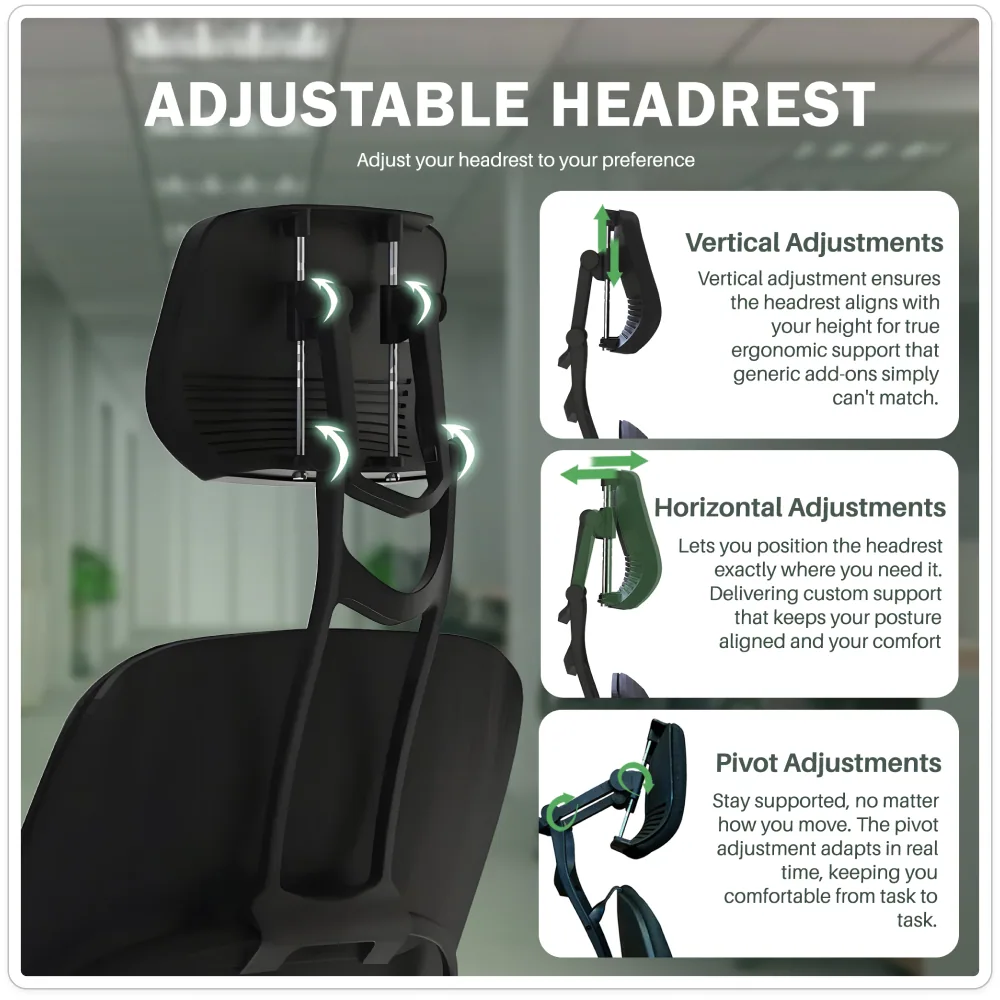 ADJUSTABLE HEADREST
Adjust your headrest to your preference
Vertical Adjustments
Vertical adjustment ensures
the headrest aligns with
your height for true
ergonomic support that
generic add-ons simply
can't match.
Horizontal Adjustments
Lets you position the headrest
exactly where you need it.
Delivering custom support
that keeps your posture
aligned and your comfort
Pivot Adjustments
Stay supported, no matter
how you move. The pivot
adjustment adapts in real
time, keeping you
comfortable from task to
task.